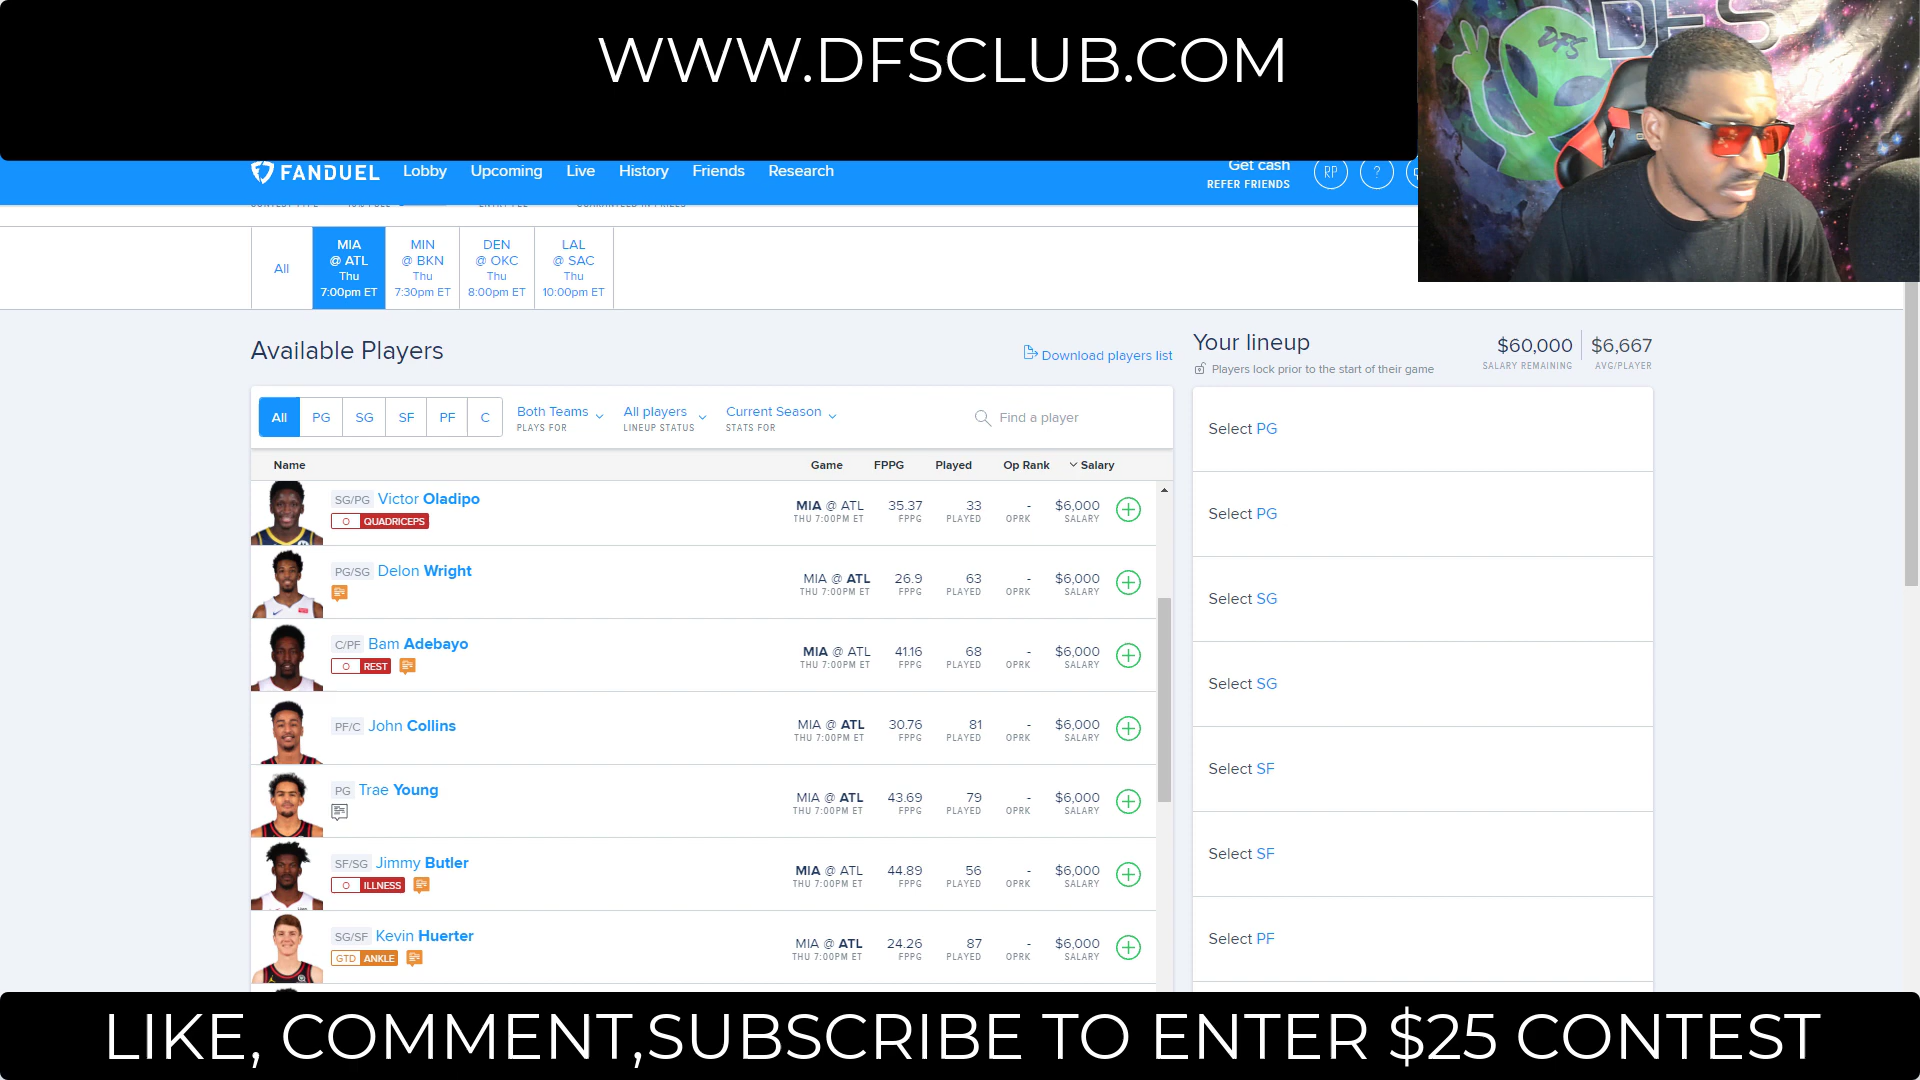 WWW.DFSCLUB.COM
DFS
DFS
FANDUEL
Lobby
Upcoming
Live
History
Friends
Research
Get cash
REFER FRIENDS
RP
?
All
MIA
@ ATL
Thu
7:00pm ET
MIN
@ BKN
Thu
7:30pm ET
DEN
@ OKC
Thu
8:00pm ET
LAL
@ SAC
Thu
10:00pm ET
Available Players
Download players list
All PG SG SF PF C
Both Teams
PLAYS FOR
All players
LINEUP STATUS
Current Season
STATS FOR
Find a player
Name Game FPPG Played Op Rank Salary
SG/PG Victor Oladipo
O QUADRICEPS
MIA @ ATL 35.37 33 - $6,000
THU 7:00PM ET FPPG PLAYED OPRK SALARY
PG/SG Delon Wright
MIA @ ATL 26.9 63 - $6,000
THU 7:00PM ET FPPG PLAYED OPRK SALARY
C/PF Bam Adebayo
O REST
MIA @ ATL 41.16 68 - $6,000
THU 7:00PM ET FPPG PLAYED OPRK SALARY
PF/C John Collins
MIA @ ATL 30.76 81 - $6,000
THU 7:00PM ET FPPG PLAYED OPRK SALARY
PG Trae Young
MIA @ ATL 43.69 79 - $6,000
THU 7:00PM ET FPPG PLAYED OPRK SALARY
SF/SG Jimmy Butler
O ILLNESS
MIA @ ATL 44.89 56 - $6,000
THU 7:00PM ET FPPG PLAYED OPRK SALARY
SG/SF Kevin Huerter
GTD ANKLE
MIA @ ATL 24.26 87 - $6,000
THU 7:00PM ET FPPG PLAYED OPRK SALARY
Your lineup
Players lock prior to the start of their game
$60,000
SALARY REMAINING
$6,667
AVG/PLAYER
Select PG
Select PG
Select SG
Select SG
Select SF
Select SF
Select PF
LIKE, COMMENT,SUBSCRIBE TO ENTER $25 CONTEST